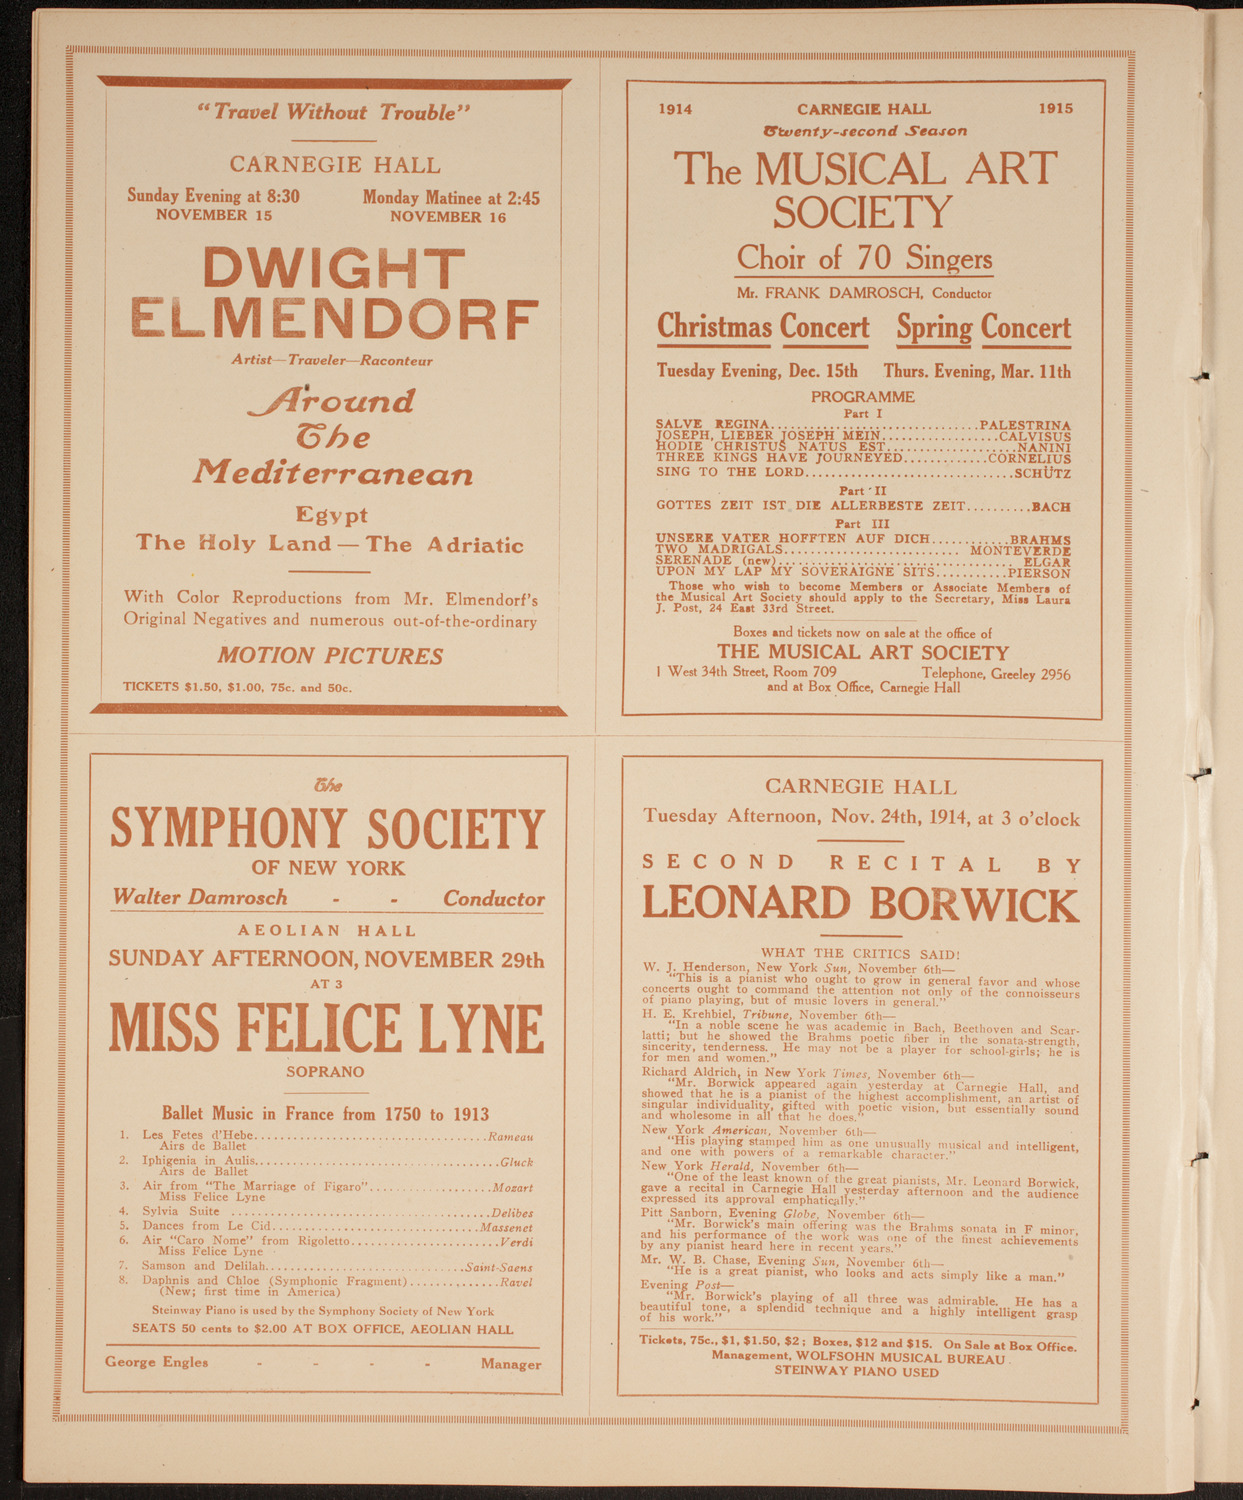 "Travel Without Trouble"
CARNEGIE HALL
Sunday Evening at 8:30
NOVEMBER 15
Monday Matinee at 2:45
NOVEMBER 16
DWIGHT
ELMENDORF
Artist—Traveler—Raconteur
Around
The
Mediterranean
Egypt
The Holy Land — The Adriatic
With Color Reproductions from Mr. Elmendorf's
Original Negatives and numerous out-of-the-ordinary
MOTION PICTURES
TICKETS $1.50, $1.00, 75c. and 50c.
1914 CARNEGIE HALL 1915
Twenty-second Season
The MUSICAL ART
SOCIETY
Choir of 70 Singers
Mr. FRANK DAMROSCH, Conductor
Christmas Concert Spring Concert
Tuesday Evening, Dec. 15th Thurs. Evening, Mar. 11th
PROGRAMME
Part I
SALVE REGINA..............................PALESTRINA
JOSEPH, LIEBER JOSEPH MEIN.................CALVISUS
HODIE CHRISTUS NATUS EST...................NANINI
THREE KINGS HAVE JOURNEYED............CORNELIUS
SING TO THE LORD...............................SCHÜTZ
Part II
GOTTES ZEIT IST DIE ALLERBESTE ZEIT..........BACH
Part III
UNSERE VATER HOFFTEN AUF DICH...........BRAHMS
TWO MADRIGALS......................... MONTEVERDE
SERENADE (new)................................... ELGAR
UPON MY LAP MY SOVERAIGNE SITS...........PIERSON
Those who wish to become Members or Associate Members of
the Musical Art Society should apply to the Secretary, Miss Laura
J. Post, 24 East 33rd Street.
Boxes and tickets now on sale at the office of
THE MUSICAL ART SOCIETY
1 West 34th Street, Room 709 Telephone, Greeley 2956
and at Box Office, Carnegie Hall
The
SYMPHONY SOCIETY
OF NEW YORK
Walter Damrosch - - Conductor
AEOLIAN HALL
SUNDAY AFTERNOON, NOVEMBER 29th
AT 3
MISS FELICE LYNE
SOPRANO
Ballet Music in France from 1750 to 1913
1. Les Fetes d'Hebe..................................Rameau
Airs de Ballet
2. Iphigenia in Aulis...................................Gluck
Airs de Ballet
3. Air from "The Marriage of Figaro"..................Mozart
Miss Felice Lyne
4. Sylvia Suite ......................................Delibes
5. Dances from Le Cid...............................Massenet
6. Air "Caro Nome" from Rigoletto......................Verdi
Miss Felice Lyne
7. Samson and Delilah.............................Saint-Saens
8. Daphnis and Chloe (Symphonic Fragment).............Ravel
(New; first time in America)
Steinway Piano is used by the Symphony Society of New York
SEATS 50 cents to $2.00 AT BOX OFFICE, AEOLIAN HALL
George Engles - - - - Manager
CARNEGIE HALL
Tuesday Afternoon, Nov. 24th, 1914, at 3 o'clock
SECOND RECITAL BY
LEONARD BORWICK
WHAT THE CRITICS SAID!
W. J. Henderson, New York Sun, November 6th—
"This is a pianist who ought to grow in general favor and whose
concerts ought to command the attention not only of the connoisseurs
of piano playing, but of music lovers in general."
H. E. Krehbiel, Tribune, November 6th—
"In a noble scene he was academic in Bach, Beethoven and Scar-
latti; but he showed the Brahms poetic fiber in the sonata-strength,
sincerity, tenderness. He may not be a player for school-girls; he is
for men and women."
Richard Aldrich, in New York Times, November 6th—
"Mr. Borwick appeared again yesterday at Carnegie Hall, and
showed that he is a pianist of the highest accomplishment, an artist of
singular individuality, gifted with poetic vision, but essentially sound
and wholesome in all that he does."
New York American, November 6th—
"His playing stamped him as one unusually musical and intelligent,
and one with powers of a remarkable character."
New York Herald, November 6th—
"One of the least known of the great pianists, Mr. Leonard Borwick,
gave a recital in Carnegie Hall yesterday afternoon and the audience
expressed its approval emphatically."
Pitt Sanborn, Evening Globe, November 6th—
"Mr. Borwick's main offering was the Brahms sonata in F minor,
and his performance of the work was one of the finest achievements
by any pianist heard here in recent years."
Mr. W. B. Chase, Evening Sun, November 6th—
"He is a great pianist, who looks and acts simply like a man."
Evening Post—
"Mr. Borwick's playing of all three was admirable. He has a
beautiful tone, a splendid technique and a highly intelligent grasp
of his work."
Tickets, 75c., $1, $1.50, $2; Boxes, $12 and $15. On Sale at Box Office.
Management, WOLFSOHN MUSICAL BUREAU.
STEINWAY PIANO USED